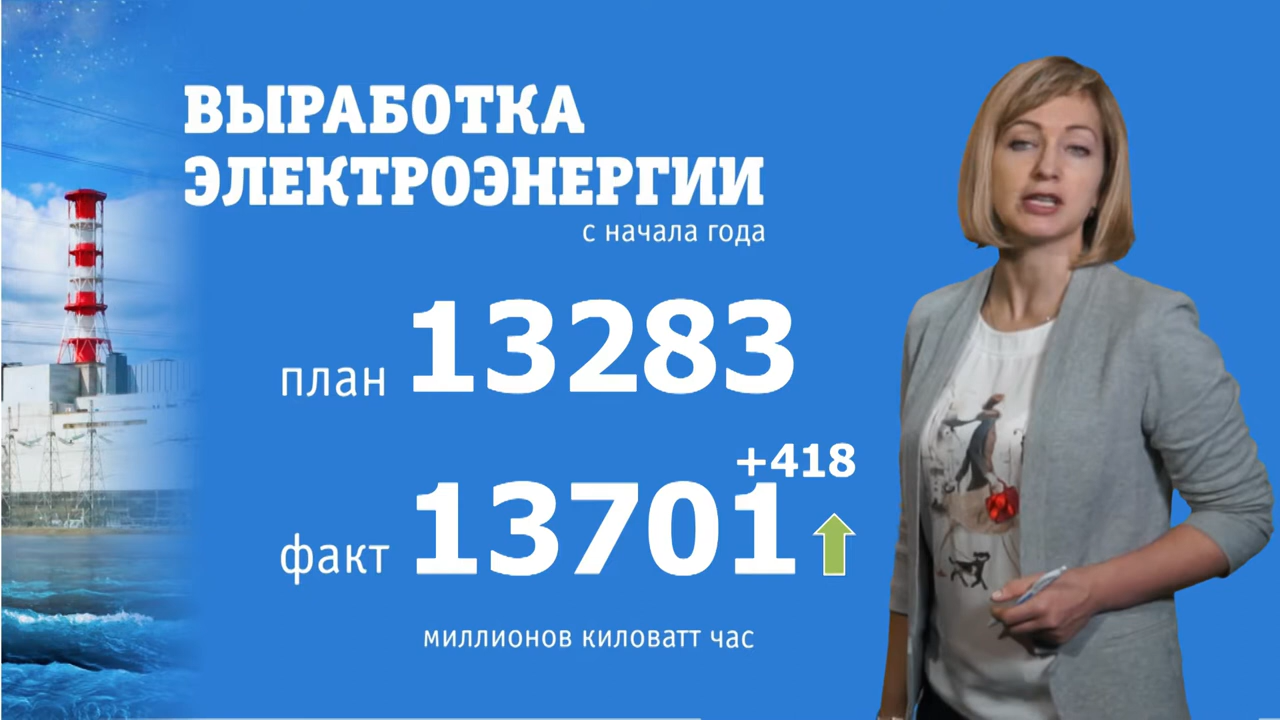 ВЫРАБОТКА
ЭЛЕКТРОЭНЕРГИИ
с начала года
план 13283
+418
факт 13701
миллионов киловатт час